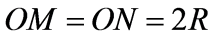 OM = ON = 2R